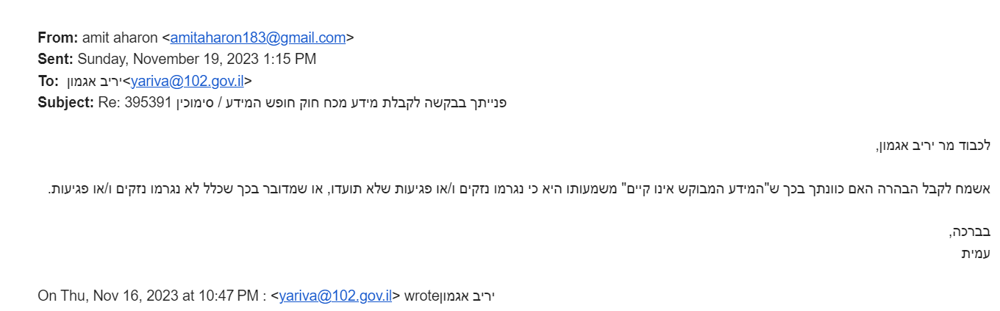 From: amit aharon <amitaharon183@gmail.com>
Sent: Sunday, November 19, 2023 1:15 PM
To: יריב אגמון<yariva@102.gov.il>
Subject: Re: 395391 פנייתך בבקשה לקבלת מידע מכח חוק חופש המידע / סימוכין
לכבוד מר יריב אגמון,
אשמח לקבל הבהרה האם כוונתך בכך ש"המידע המבוקש אינו קיים" משמעותו היא כי נגרמו נזקים ו/או פגיעות שלא תועדו, או שמדובר בכך שכלל לא נגרמו נזקים ו/או פגיעות.
בברכה,
עמית
On Thu, Nov 16, 2023 at 10:47 PM : <yariva@102.gov.il> wroteיריב אגמון